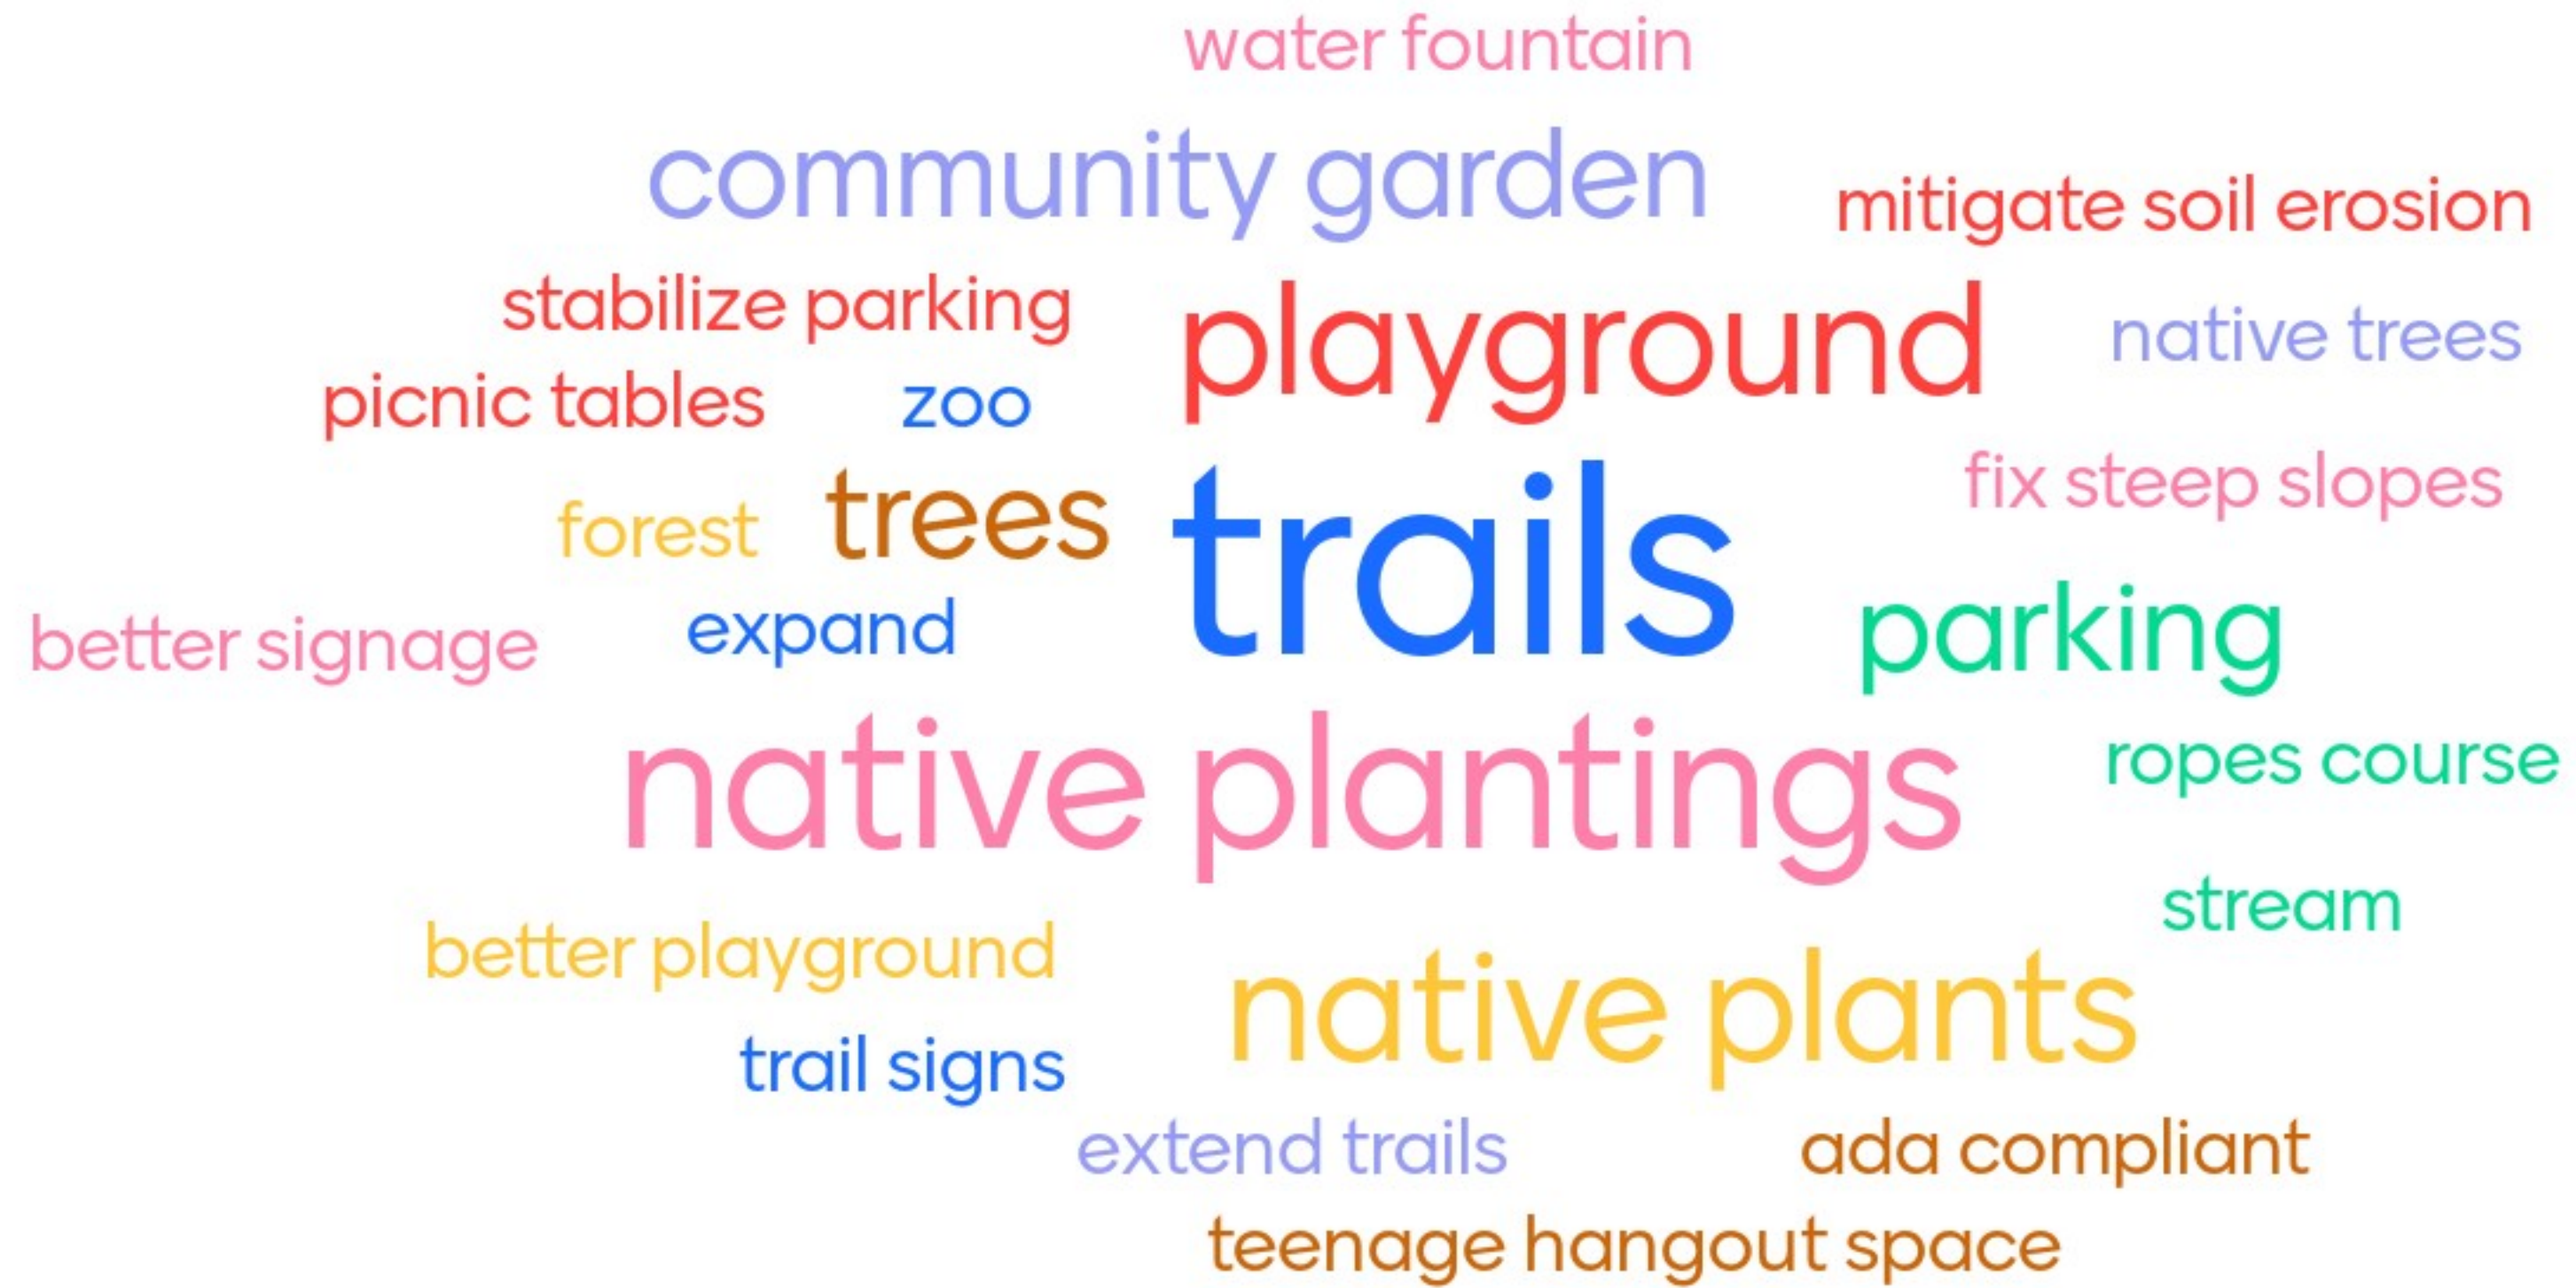 water fountain
community garden
mitigate soil erosion
stabilize parking
playground
native trees
picnic tables
zoo
fix steep slopes
forest
trees
trails
better signage
expand
parking
native plantings
ropes course
stream
better playground
native plants
trail signs
extend trails
ada compliant
teenage hangout space